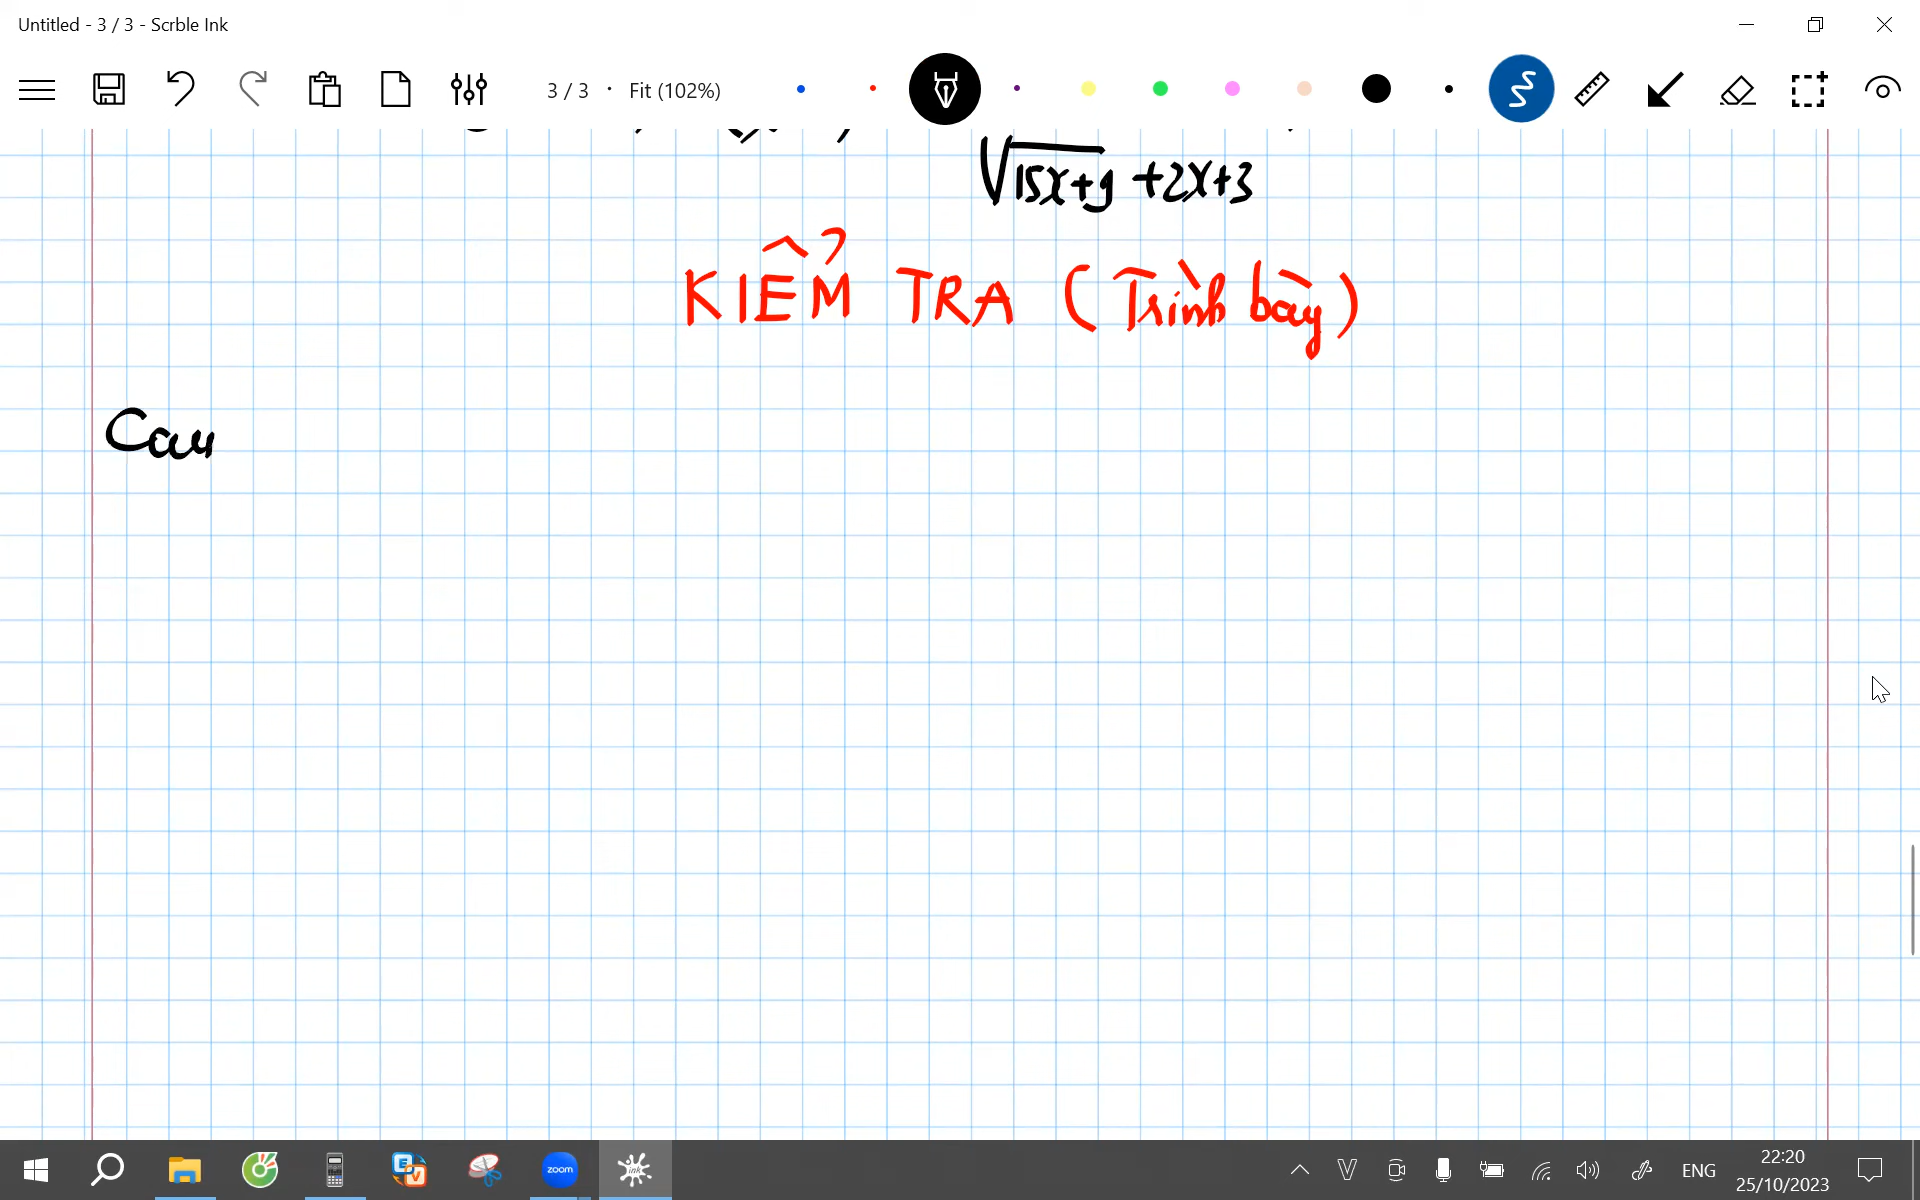 Untitled - 3 / 3 - Scrble Ink
3 / 3 · Fit (102%)
√15x+9 +2x+3
KIỂM TRA (Trình bày)
Cau
zoom
ENG
22:20
25/10/2023